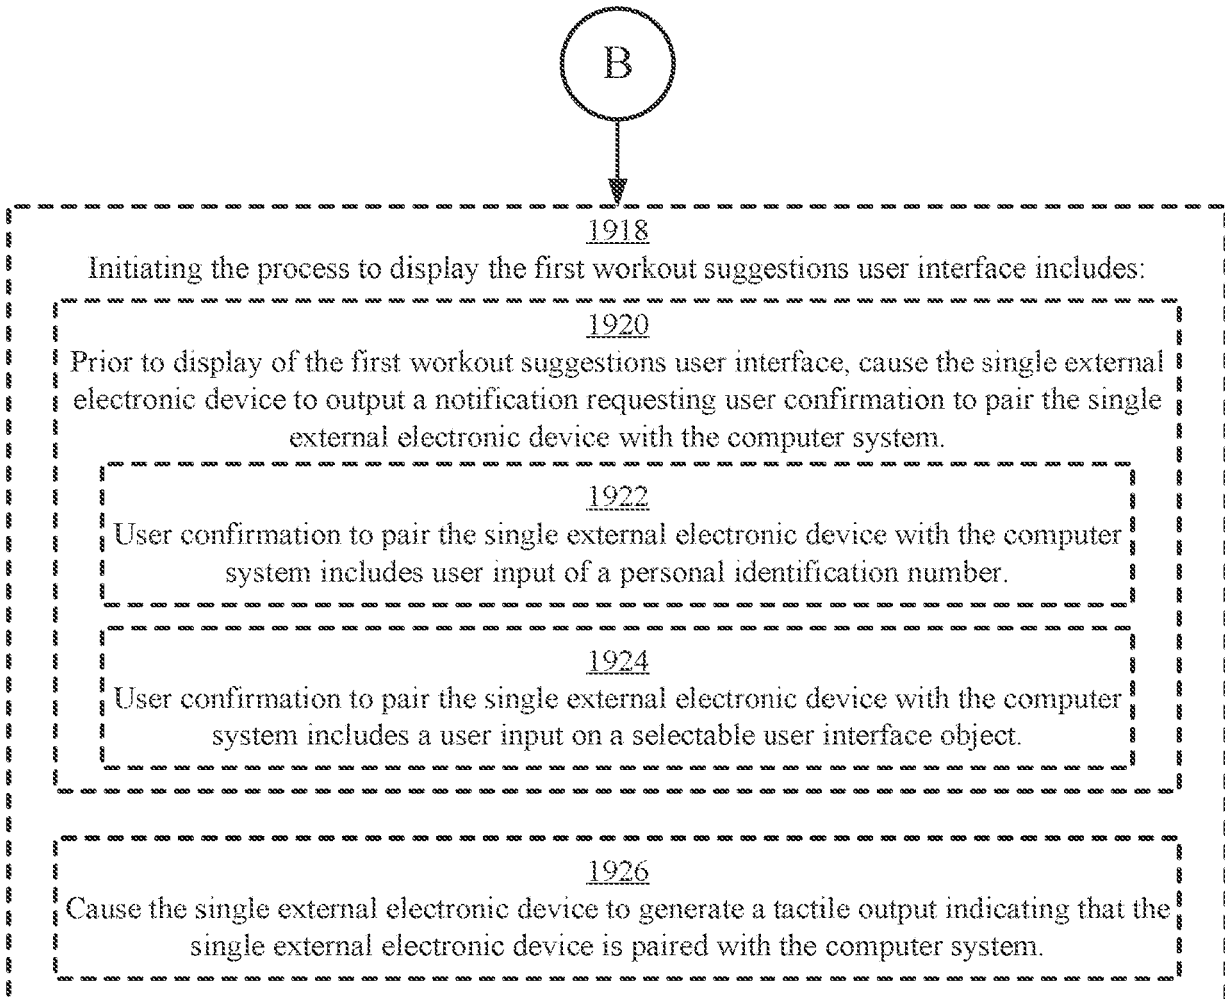 B
1918
Initiating the process to display the first workout suggestions user interface includes:
1920
Prior to display of the first workout suggestions user interface, cause the single external
electronic device to output a notification requesting user confirmation to pair the single
external electronic device with the computer system.
1922
User confirmation to pair the single external electronic device with the computer
system includes user input of a personal identification number.
1924
User confirmation to pair the single external electronic device with the computer
system includes a user input on a selectable user interface object.
1926
Cause the single external electronic device to generate a tactile output indicating that the
single external electronic device is paired with the computer system.